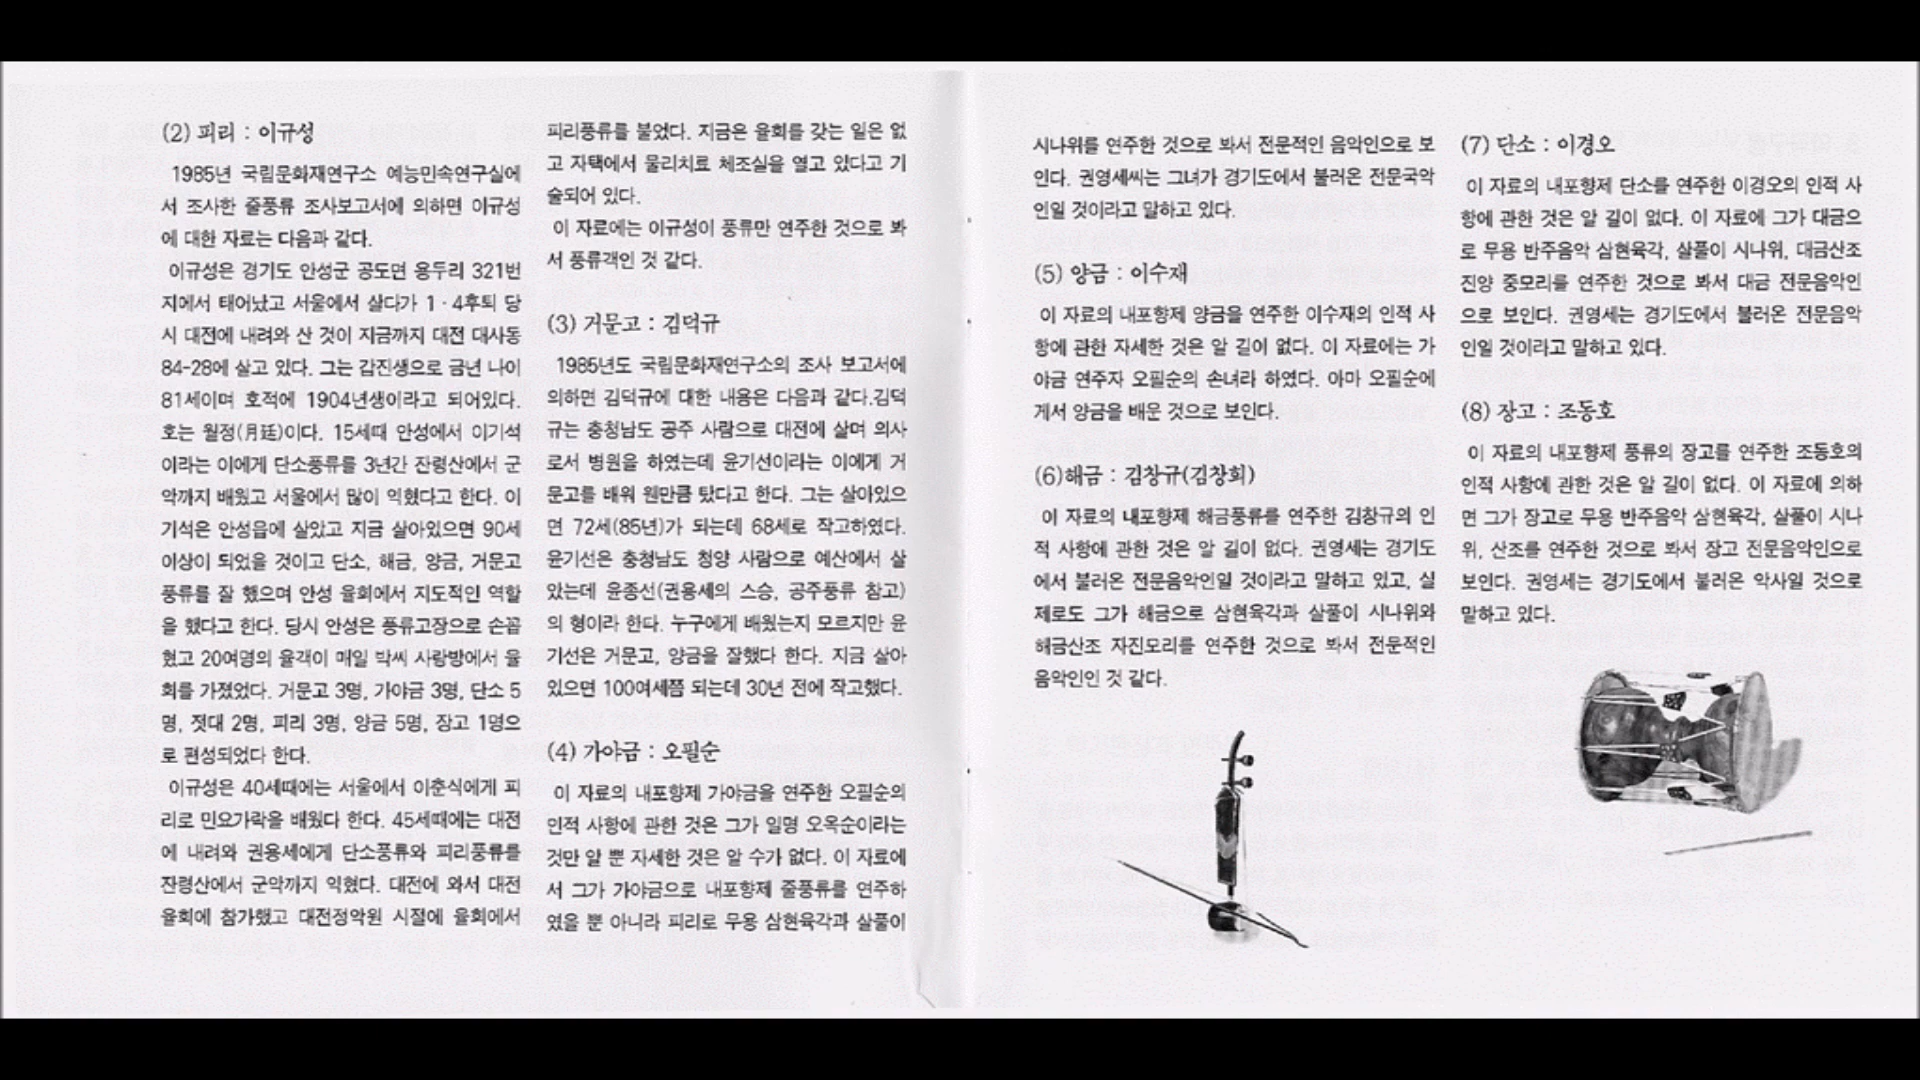 (2) 피리 : 이규성
1985년 국립문화재연구소 예능민속연구실에
서 조사한 줄풍류 조사보고서에 의하면 이규성
에 대한 자료는 다음과 같다.
이규성은 경기도 안성군 공도면 용두리 321번
지에서 태어났고 서울에서 살다가 1 · 4후퇴 당
시 대전에 내려와 산 것이 지금까지 대전 대사동
84-28에 살고 있다. 그는 갑진생으로 금년 나이
81세이며 호적에 1904년생이라고 되어있다.
호는 월정(月廷)이다. 15세때 안성에서 이기석
이라는 이에게 단소풍류를 3년간 잔령산에서 군
악까지 배웠고 서울에서 많이 익혔다고 한다. 이
기석은 안성읍에 살았고 지금 살아있으면 90세
이상이 되었을 것이고 단소, 해금, 양금, 거문고
풍류를 잘 했으며 안성 율회에서 지도적인 역할
을 했다고 한다. 당시 안성은 풍류고장으로 손꼽
혔고 20여명의 율객이 매일 박씨 사랑방에서 율
회를 가졌었다. 거문고 3명, 가야금 3명, 단소 5
명, 젓대 2명, 피리 3명, 양금 5명, 장고 1명으
로 편성되었다 한다.
이규성은 40세때에는 서울에서 이춘식에게 피
리로 민요가락을 배웠다 한다. 45세때에는 대전
에 내려와 권용세에게 단소풍류와 피리풍류를
잔령산에서 군악까지 익혔다. 대전에 와서 대전
율회에 참가했고 대전정악원 시절에 율회에서
피리풍류를 불었다. 지금은 율회를 갖는 일은 없
고 자택에서 물리치료 체조실을 열고 있다고 기
술되어 있다.
이 자료에는 이규성이 풍류만 연주한 것으로 봐
서 풍류객인 것 같다.
(3) 거문고 : 김덕규
1985년도 국립문화재연구소의 조사 보고서에
의하면 김덕규에 대한 내용은 다음과 같다.김덕
규는 충청남도 공주 사람으로 대전에 살며 의사
로서 병원을 하였는데 윤기선이라는 이에게 거
문고를 배워 원만큼 탔다고 한다. 그는 살아있으
면 72세(85년)가 되는데 68세로 작고하였다.
윤기선은 충청남도 청양 사람으로 예산에서 살
았는데 윤종선(권용세의 스승, 공주풍류 참고)
의 형이라 한다. 누구에게 배웠는지 모르지만 윤
기선은 거문고, 양금을 잘했다 한다. 지금 살아
있으면 100여세쯤 되는데 30년 전에 작고했다.
(4) 가야금 : 오필순
이 자료의 내포향제 가야금을 연주한 오필순의
인적 사항에 관한 것은 그가 일명 오옥순이라는
것만 알 뿐 자세한 것은 알 수가 없다. 이 자료에
서 그가 가야금으로 내포향제 줄풍류를 연주하
였을 뿐 아니라 피리로 무용 삼현육각과 살풀이
시나위를 연주한 것으로 봐서 전문적인 음악인으로 보
인다. 권영세씨는 그녀가 경기도에서 불러온 전문국악
인일 것이라고 말하고 있다.
(5) 양금 : 이수재
이 자료의 내포향제 양금을 연주한 이수재의 인적 사
항에 관한 자세한 것은 알 길이 없다. 이 자료에는 가
야금 연주자 오필순의 손녀라 하였다. 아마 오필순에
게서 양금을 배운 것으로 보인다.
(6)해금 : 김창규(김창회)
이 자료의 내포향제 해금풍류를 연주한 김창규의 인
적 사항에 관한 것은 알 길이 없다. 권영세는 경기도
에서 불러온 전문음악인일 것이라고 말하고 있고, 실
제로도 그가 해금으로 삼현육각과 살풀이 시나위와
해금산조 자진모리를 연주한 것으로 봐서 전문적인
음악인인 것 같다.
(7) 단소 : 이경오
이 자료의 내포향제 단소를 연주한 이경오의 인적 사
항에 관한 것은 알 길이 없다. 이 자료에 그가 대금으
로 무용 반주음악 삼현육각, 살풀이 시나위, 대금산조
진양 중모리를 연주한 것으로 봐서 대금 전문음악인
으로 보인다. 권영세는 경기도에서 불러온 전문음악
인일 것이라고 말하고 있다.
(8) 장고 : 조동호
이 자료의 내포향제 풍류의 장고를 연주한 조동호의
인적 사항에 관한 것은 알 길이 없다. 이 자료에 의하
면 그가 장고로 무용 반주음악 삼현육각, 살풀이 시나
위, 산조를 연주한 것으로 봐서 장고 전문음악인으로
보인다. 권영세는 경기도에서 불러온 악사일 것으로
말하고 있다.